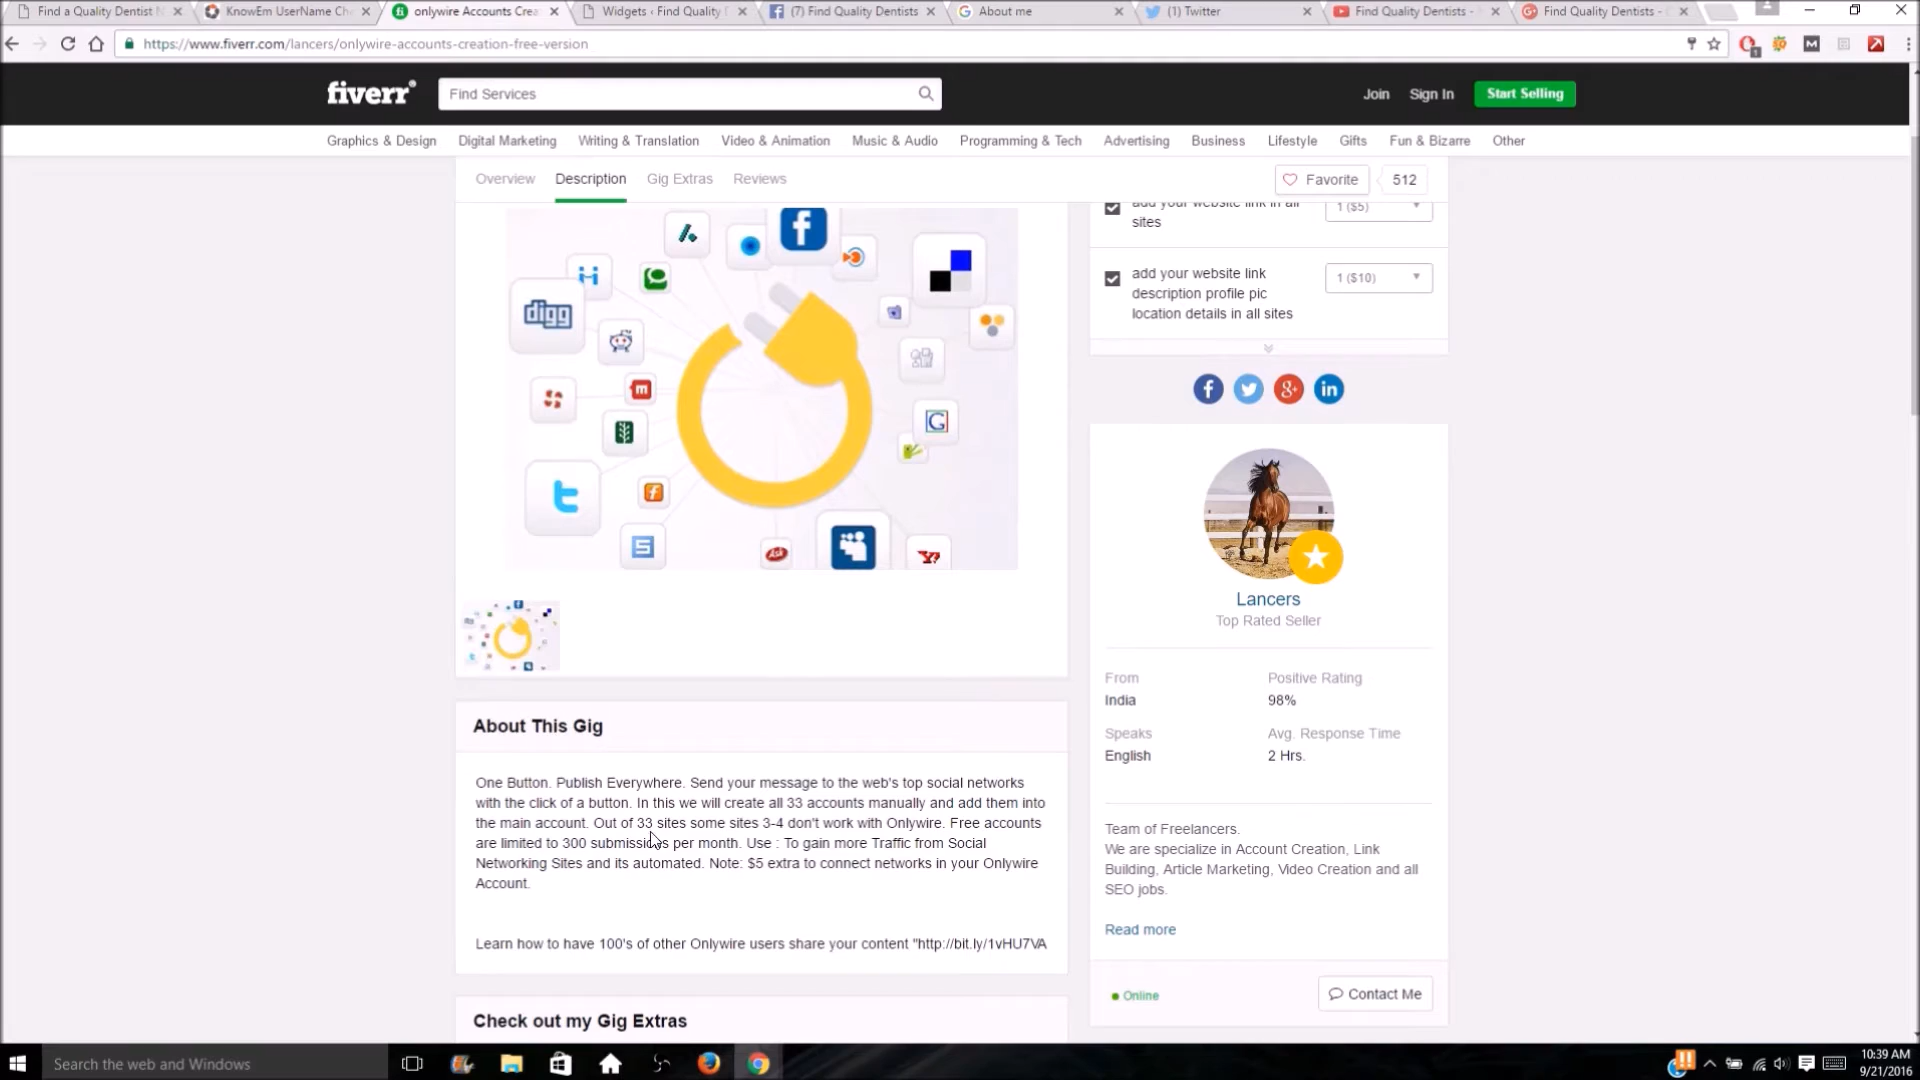 Find a Quality Dentist N
KnowEm UserName Che
onlywire Accounts Crea
Widgets ‹ Find Quality D
(7) Find Quality Dentists
About me
(1) Twitter
Find Quality Dentists -
Find Quality Dentists -
https://www.fiverr.com/lancers/onlywire-accounts-creation-free-version
fiverr®
Find Services
Join
Sign In
Start Selling
Graphics & Design
Digital Marketing
Writing & Translation
Video & Animation
Music & Audio
Programming & Tech
Advertising
Business
Lifestyle
Gifts
Fun & Bizarre
Other
Overview
Description
Gig Extras
Reviews
Favorite
512
digg
Ask
add your website link in all
sites
1 ($5)
add your website link
description profile pic
location details in all sites
1 ($10)
Lancers
Top Rated Seller
From
India
Positive Rating
98%
Speaks
English
Avg. Response Time
2 Hrs.
Team of Freelancers.
We are specialize in Account Creation, Link
Building, Article Marketing, Video Creation and all
SEO jobs.
Read more
Online
Contact Me
About This Gig
One Button. Publish Everywhere. Send your message to the web's top social networks
with the click of a button. In this we will create all 33 accounts manually and add them into
the main account. Out of 33 sites some sites 3-4 don't work with Onlywire. Free accounts
are limited to 300 submissions per month. Use : To gain more Traffic from Social
Networking Sites and its automated. Note: $5 extra to connect networks in your Onlywire
Account.
Learn how to have 100's of other Onlywire users share your content "http://bit.ly/1vHU7VA
Check out my Gig Extras
Search the web and Windows
10:39 AM
9/21/2016